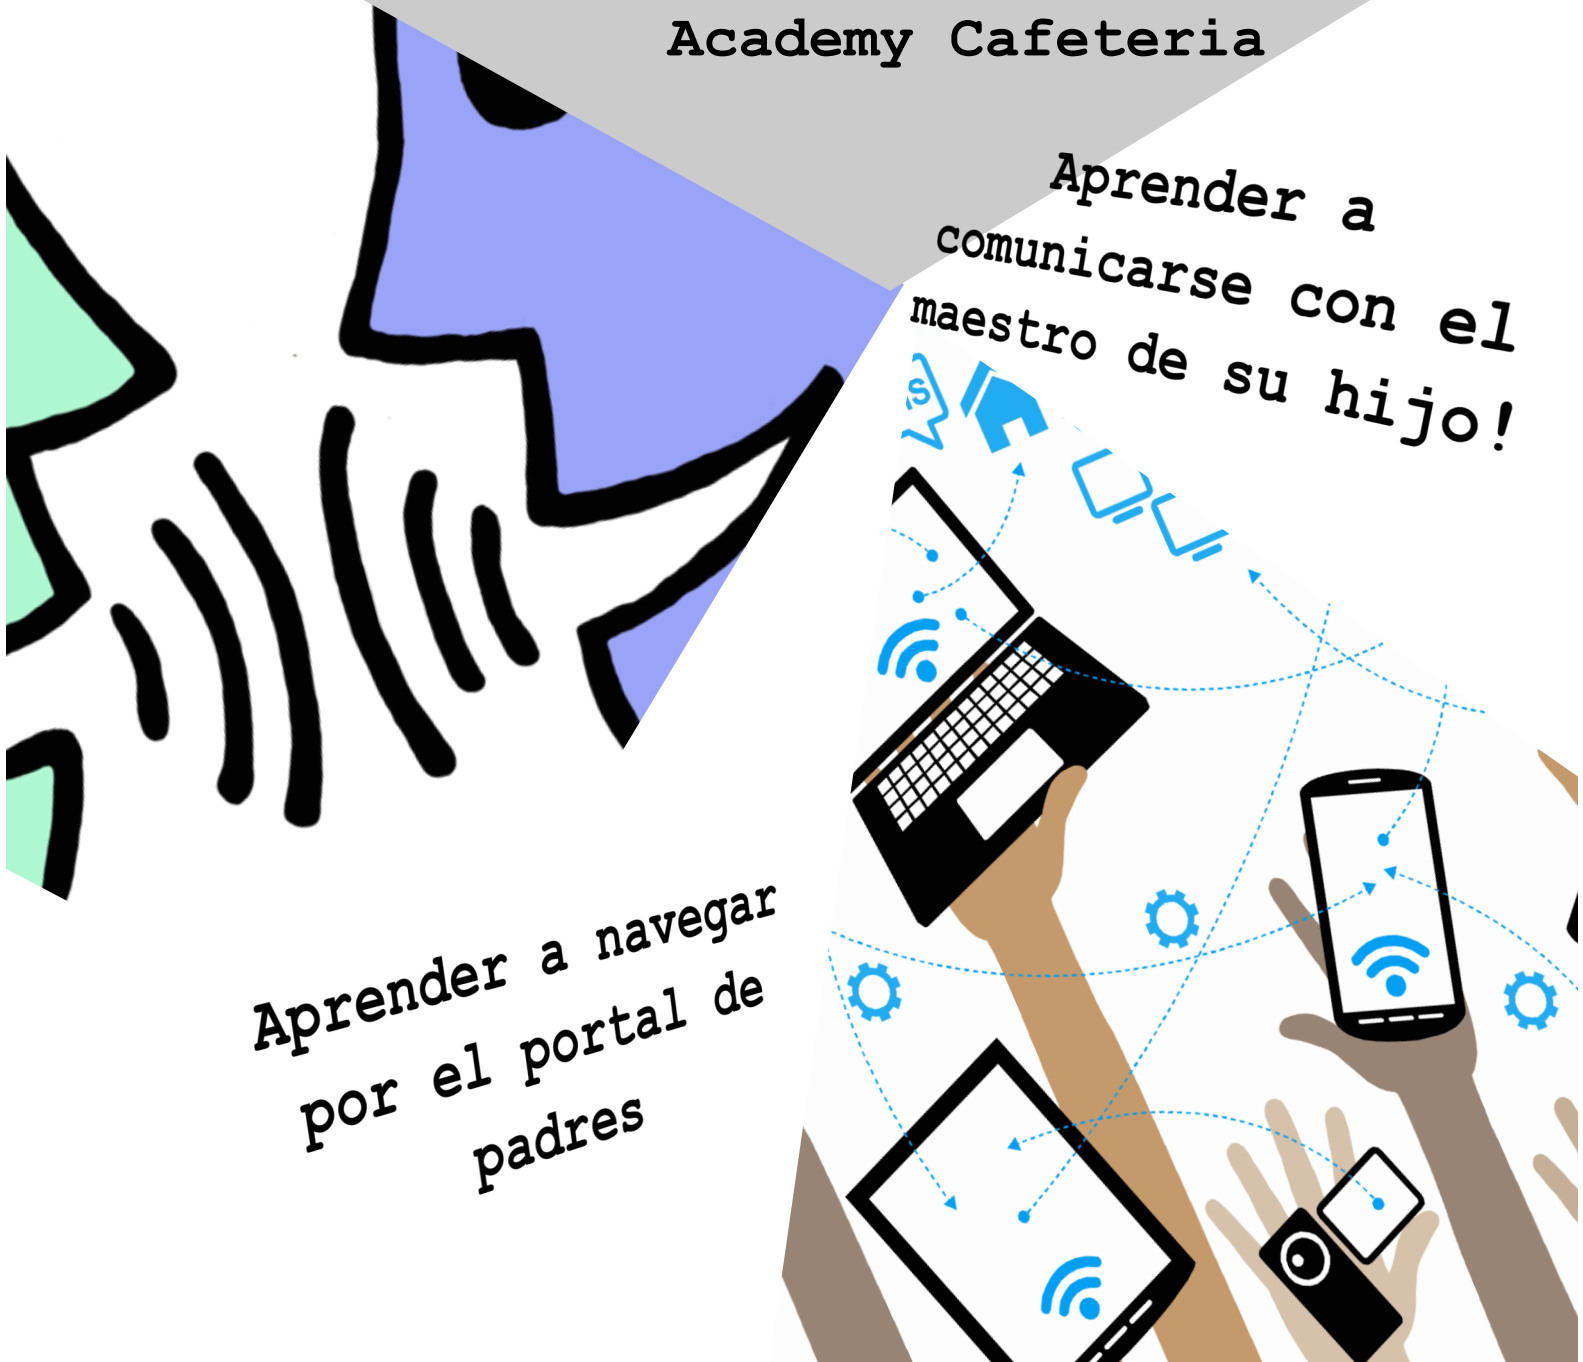 Academy Cafeteria
Aprender a
comunicarse con el
maestro de su hijo!
S
Aprender a navegar
por el portal de
padres